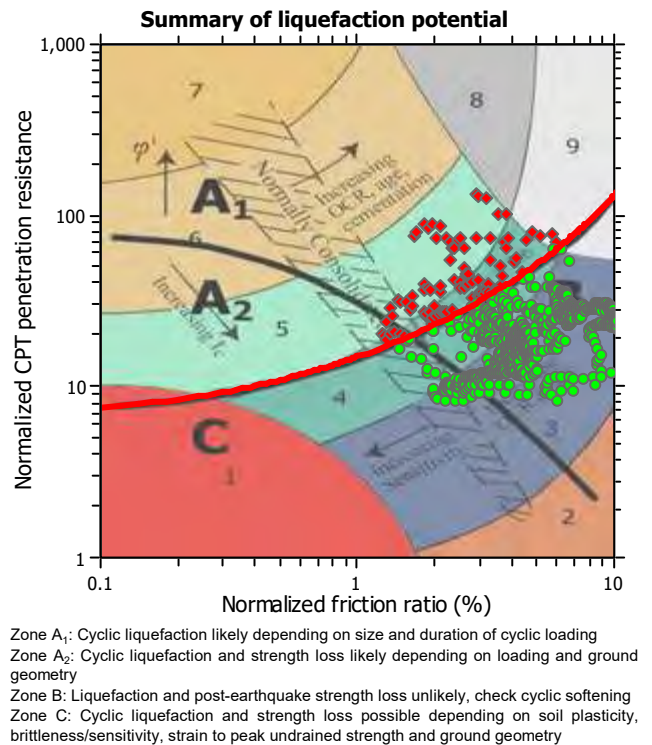 Summary of liquefaction potential
1,000
7
8
φ'
9
Increasing
OCR, age,
cementation
A1
Normally Consolid
100
6
A2
Increasing fc
5
10
4
C
3
Increasing
sensitivity
1
2
1
0.1
1
10
Normalized CPT penetration resistance
Normalized friction ratio (%)
Zone A1: Cyclic liquefaction likely depending on size and duration of cyclic loading
Zone A2: Cyclic liquefaction and strength loss likely depending on loading and ground
geometry
Zone B: Liquefaction and post-earthquake strength loss unlikely, check cyclic softening
Zone C: Cyclic liquefaction and strength loss possible depending on soil plasticity,
brittleness/sensitivity, strain to peak undrained strength and ground geometry